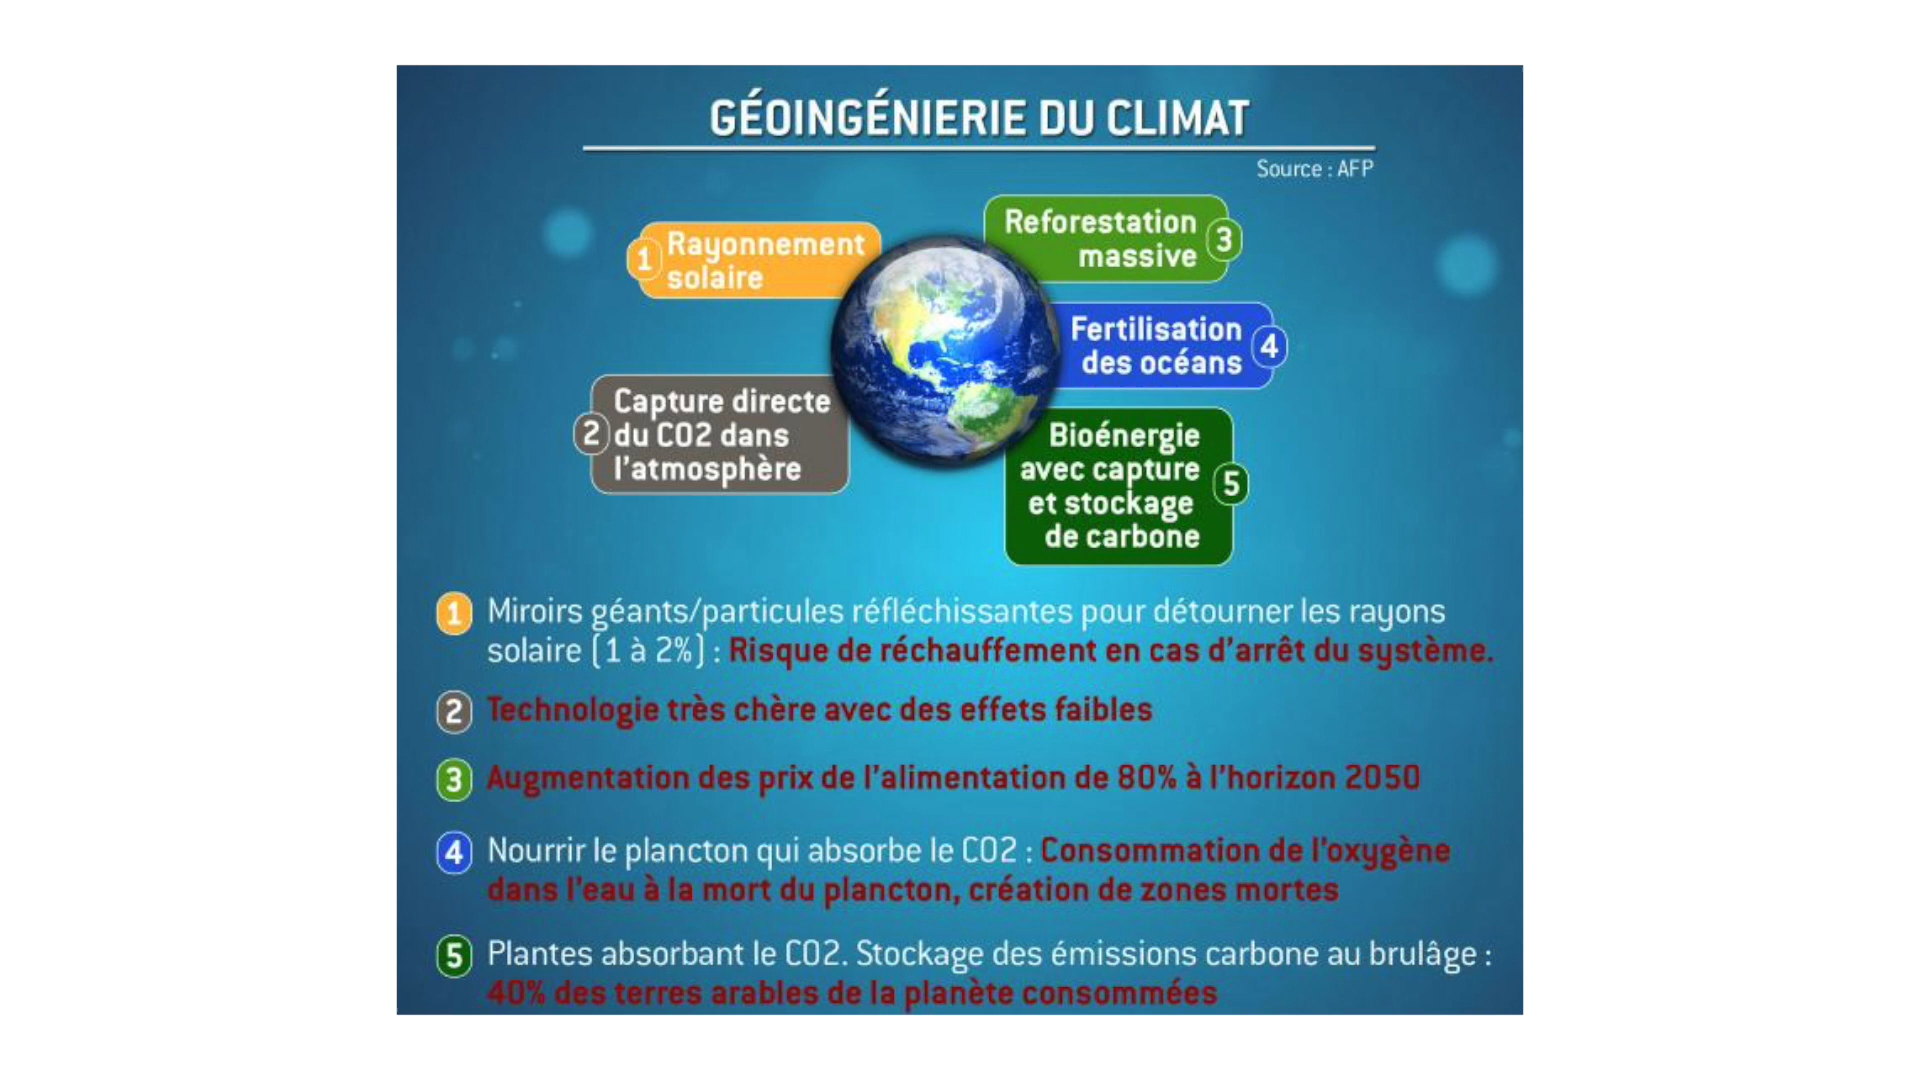 GÉOINGÉNIERIE DU CLIMAT
Source : AFP
1 Rayonnement
solaire
Reforestation
massive 3
Fertilisation
des océans 4
Capture directe
2 du CO2 dans
l'atmosphère
Bioénergie
avec capture
et stockage
de carbone 5
1 Miroirs géants/particules réfléchissantes pour détourner les rayons
solaire (1 à 2%) : Risque de réchauffement en cas d'arrêt du système.
2 Technologie très chère avec des effets faibles
3 Augmentation des prix de l'alimentation de 80% à l'horizon 2050
4 Nourrir le plancton qui absorbe le CO2 : Consommation de l'oxygène
dans l'eau à la mort du plancton, création de zones mortes
5 Plantes absorbant le CO2. Stockage des émissions carbone au brulâge :
40% des terres arables de la planète consommées